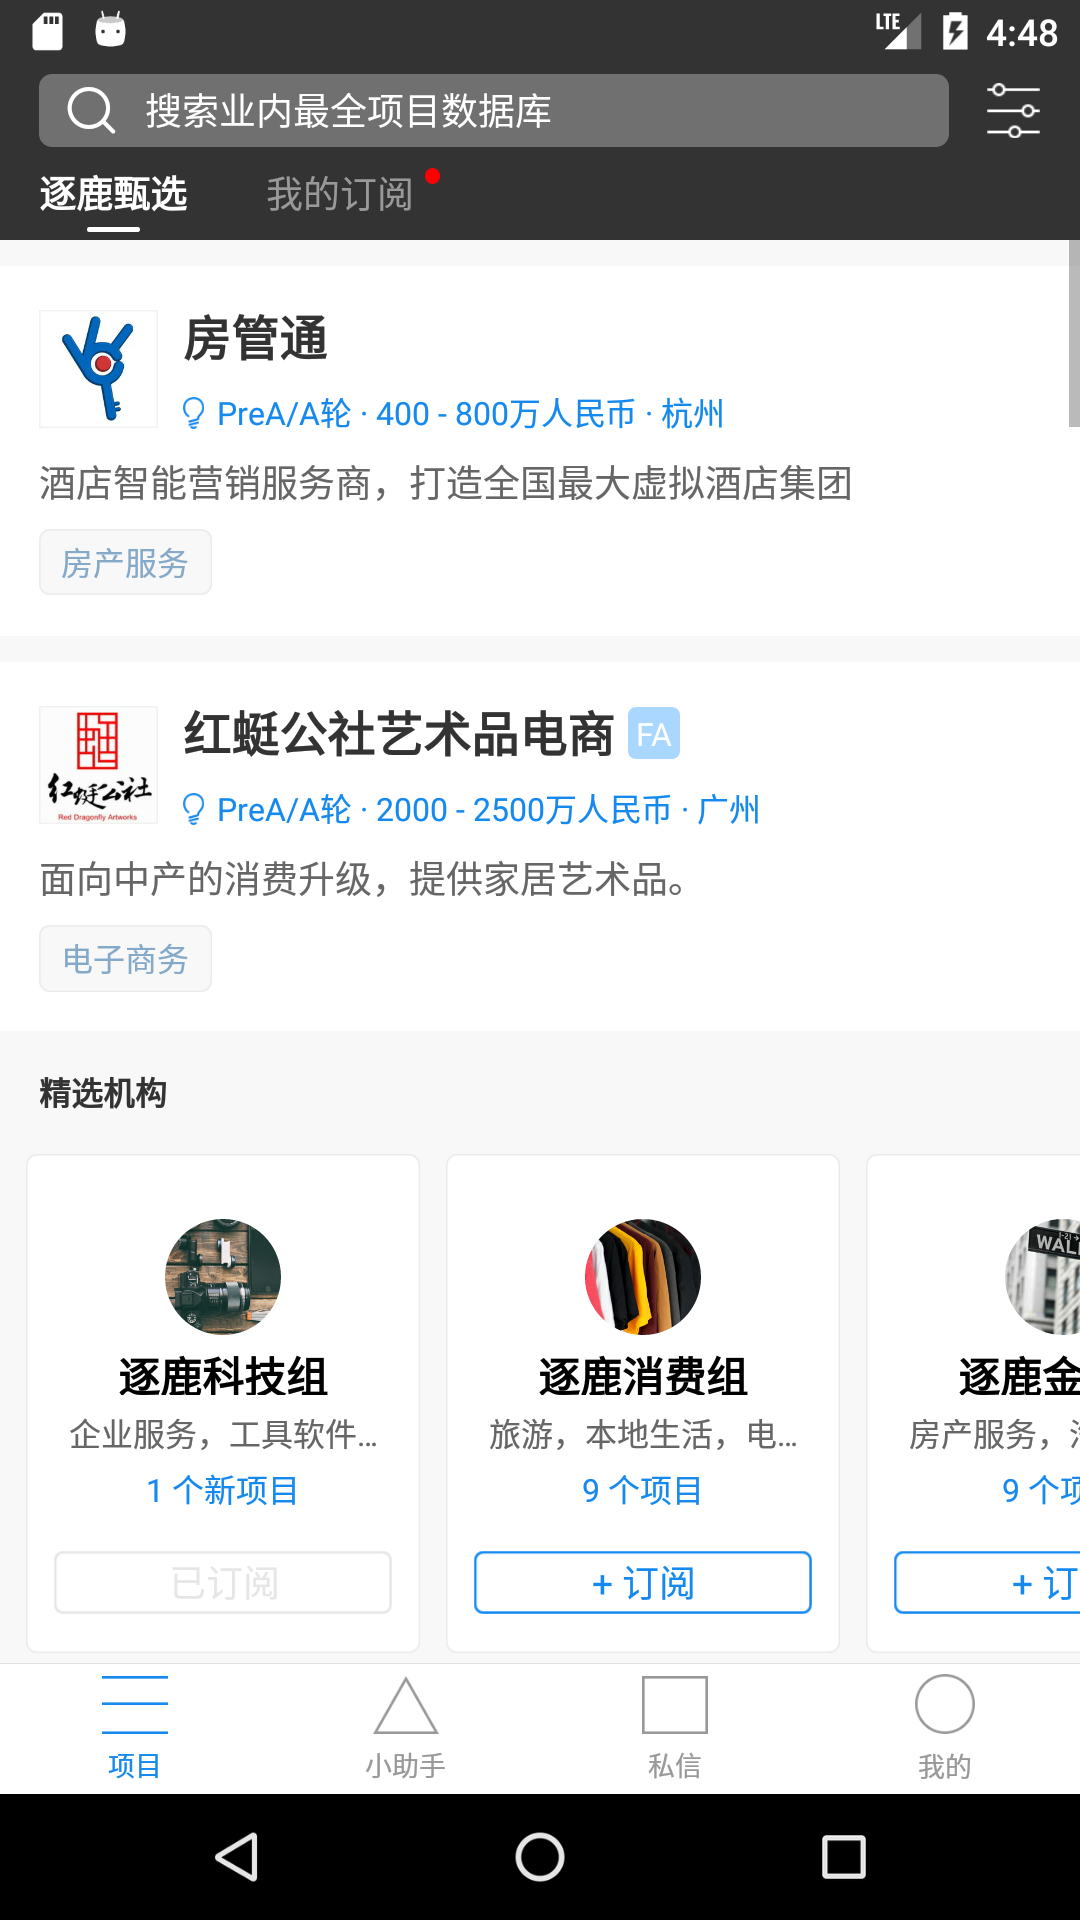 LTE 4:48
搜索业内最全项目数据库
逐鹿甄选 我的订阅
房管通
PreA/A轮 · 400 - 800万人民币 · 杭州
酒店智能营销服务商，打造全国最大虚拟酒店集团
房产服务
红蜓公社艺术品电商 FA
红蜓公社
Red Dragonfly Artworks
PreA/A轮 · 2000 - 2500万人民币 · 广州
面向中产的消费升级，提供家居艺术品。
电子商务
精选机构
WALL
逐鹿科技组 逐鹿消费组 逐鹿金
企业服务，工具软件... 旅游，本地生活，电... 房产服务，
1 个新项目 9 个项目 9 个项
已订阅 + 订阅 + 订
项目 小助手 私信 我的